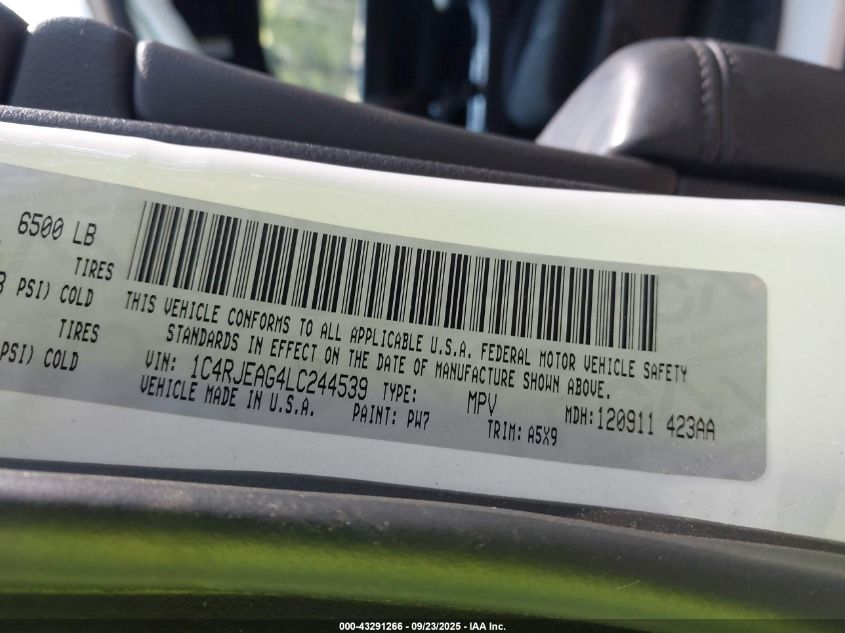 6500 LB
TIRES
PSI) COLD
TIRES
PSI) COLD
THIS VEHICLE CONFORMS TO ALL APPLICABLE U.S.A. FEDERAL MOTOR VEHICLE SAFETY
STANDARDS IN EFFECT ON THE DATE OF MANUFACTURE SHOWN ABOVE.
VIN: 1C4RJEAG4LC244539 TYPE: MPV MDH:120911 423AA
VEHICLE MADE IN U.S.A. PAINT: PW7 TRIM: A5X9
000-43291266 - 09/23/2025 - IAA Inc.